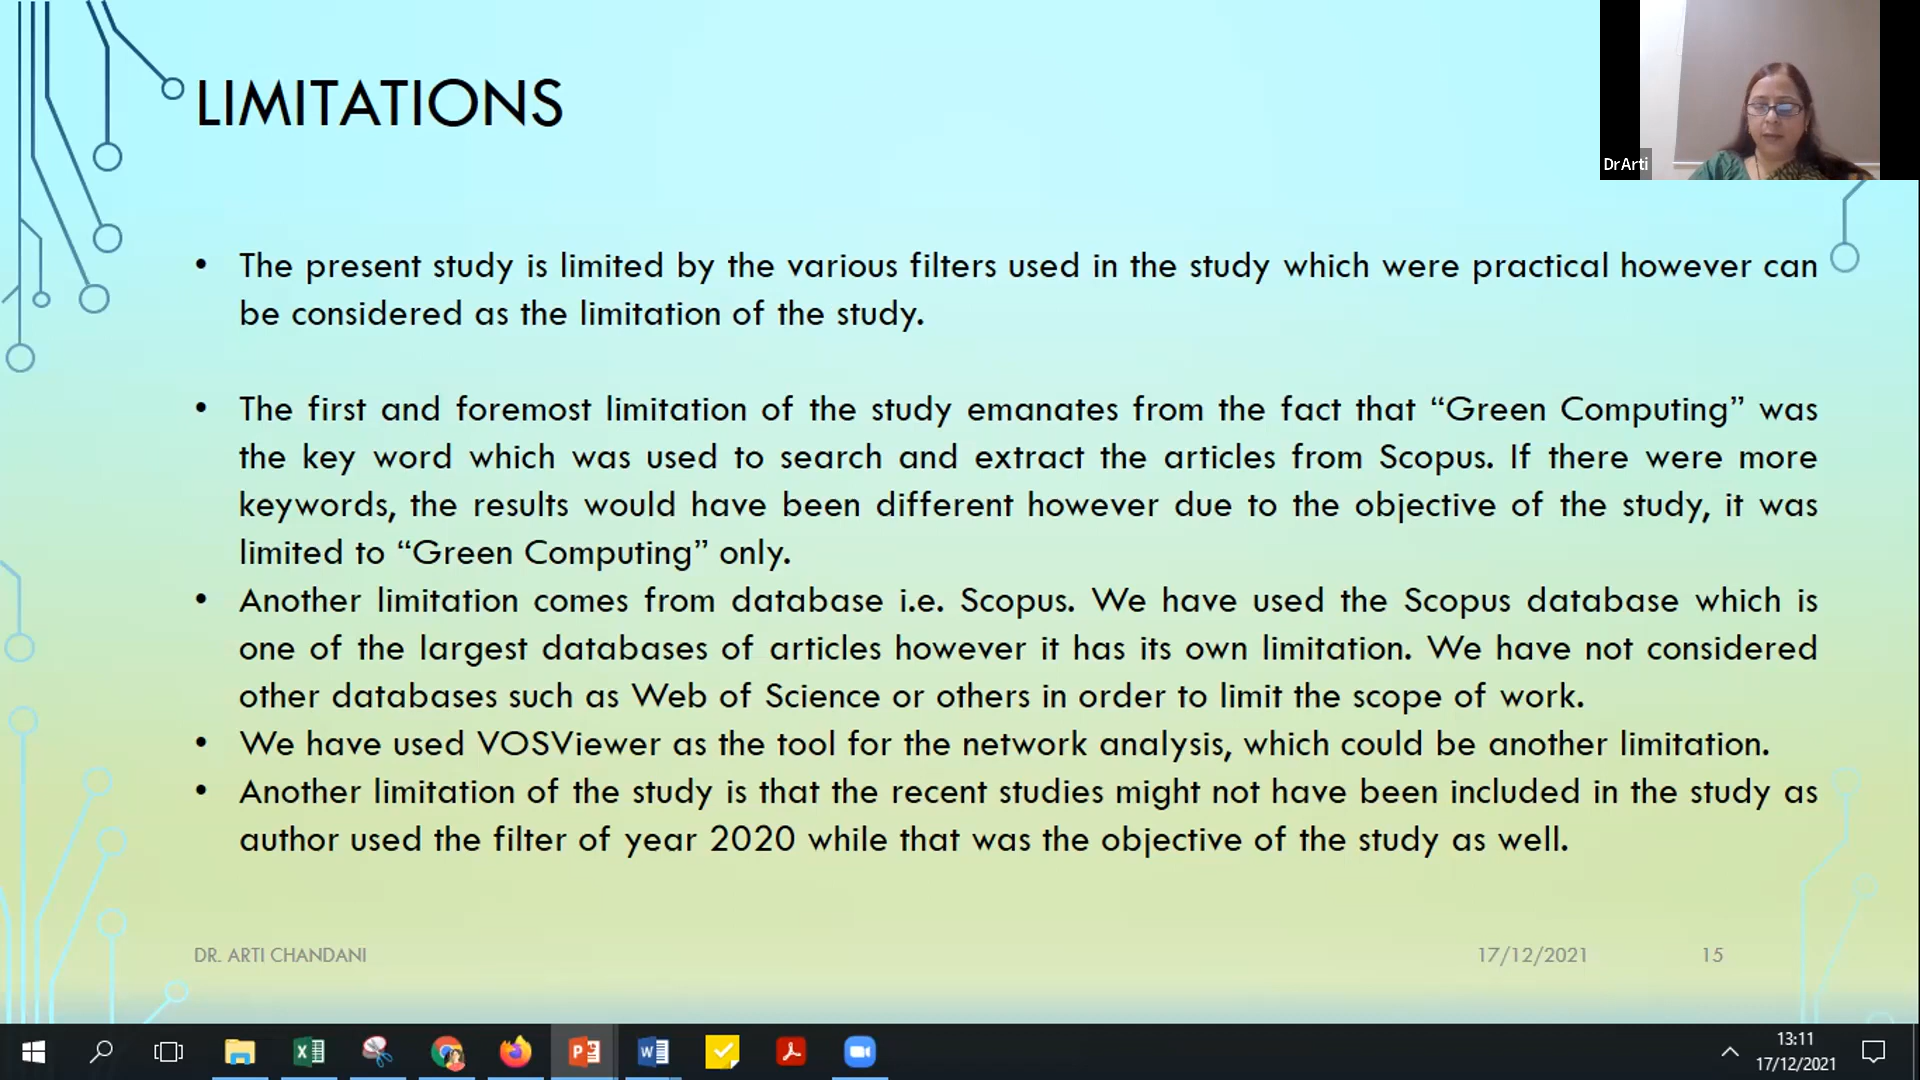 LIMITATIONS
DrArti
• The present study is limited by the various filters used in the study which were practical however can
be considered as the limitation of the study.
• The first and foremost limitation of the study emanates from the fact that “Green Computing” was
the key word which was used to search and extract the articles from Scopus. If there were more
keywords, the results would have been different however due to the objective of the study, it was
limited to “Green Computing” only.
• Another limitation comes from database i.e. Scopus. We have used the Scopus database which is
one of the largest databases of articles however it has its own limitation. We have not considered
other databases such as Web of Science or others in order to limit the scope of work.
• We have used VOSViewer as the tool for the network analysis, which could be another limitation.
• Another limitation of the study is that the recent studies might not have been included in the study as
author used the filter of year 2020 while that was the objective of the study as well.
DR. ARTI CHANDANI
17/12/2021
15
13:11
17/12/2021